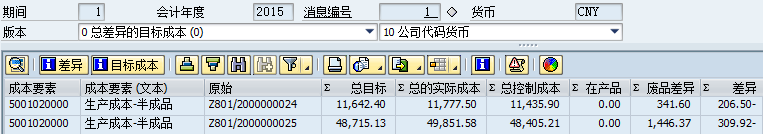 期间 1 会计年度 2015 消息编号 1 货币 CNY
版本 0 总差异的目标成本 (0) 10 公司代码货币
差异 目标成本
成本要素 成本要素 (文本) 原始 Σ 总目标 Σ 总的实际成本 Σ 总控制成本 Σ 在产品 Σ 废品差异 Σ 差异
5001020000 生产成本-半成品 Z801/2000000024 11,642.40 11,777.50 11,435.90 0.00 341.60 206.50-
5001020000 生产成本-半成品 Z801/2000000025 48,715.13 49,851.58 48,405.21 0.00 1,446.37 309.92-